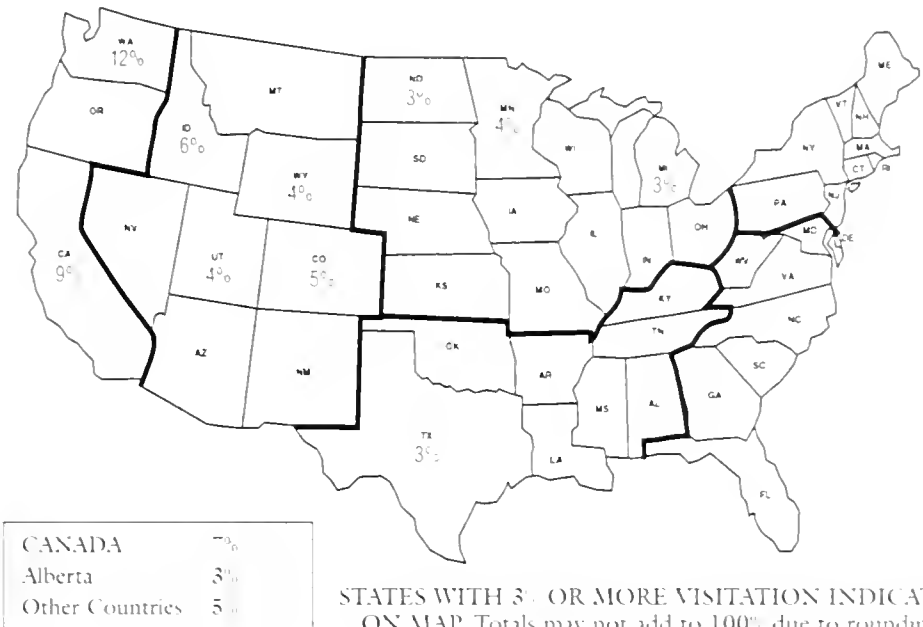 WA
12%
OR
ID
6%
MT
WY
4%
ND
3%
SD
NE
KS
MN
4%
IA
MO
WI
IL
MI
3%
IN
OH
KY
TN
WV
VA
NC
SC
GA
FL
AL
MS
LA
AR
OK
TX
3%
NM
AZ
NV
UT
4%
CO
5%
CA
9%
PA
NY
VT
NH
ME
MA
CT
RI
NJ
MD
DE
CANADA 7%
Alberta 3%
Other Countries 5%
STATES WITH 3% OR MORE VISITATION INDICAT
ON MAP. Totals may not add to 100% due to roundin